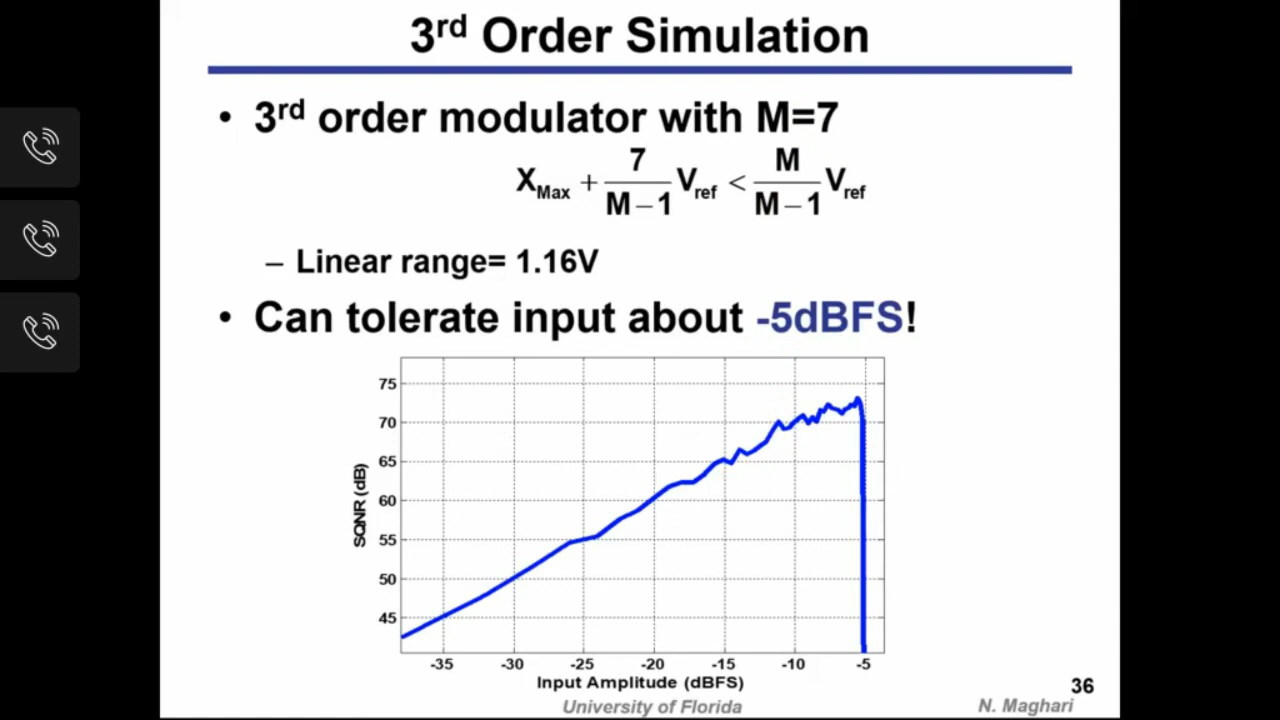 3rd Order Simulation
• 3rd order modulator with M=7
X_Max + 7/(M−1) V_ref < M/(M−1) V_ref
– Linear range= 1.16V
• Can tolerate input about -5dBFS!
75
70
65
60
55
50
45
SQNR (dB)
-35 -30 -25 -20 -15 -10 -5
Input Amplitude (dBFS)
36
University of Florida
N. Maghari